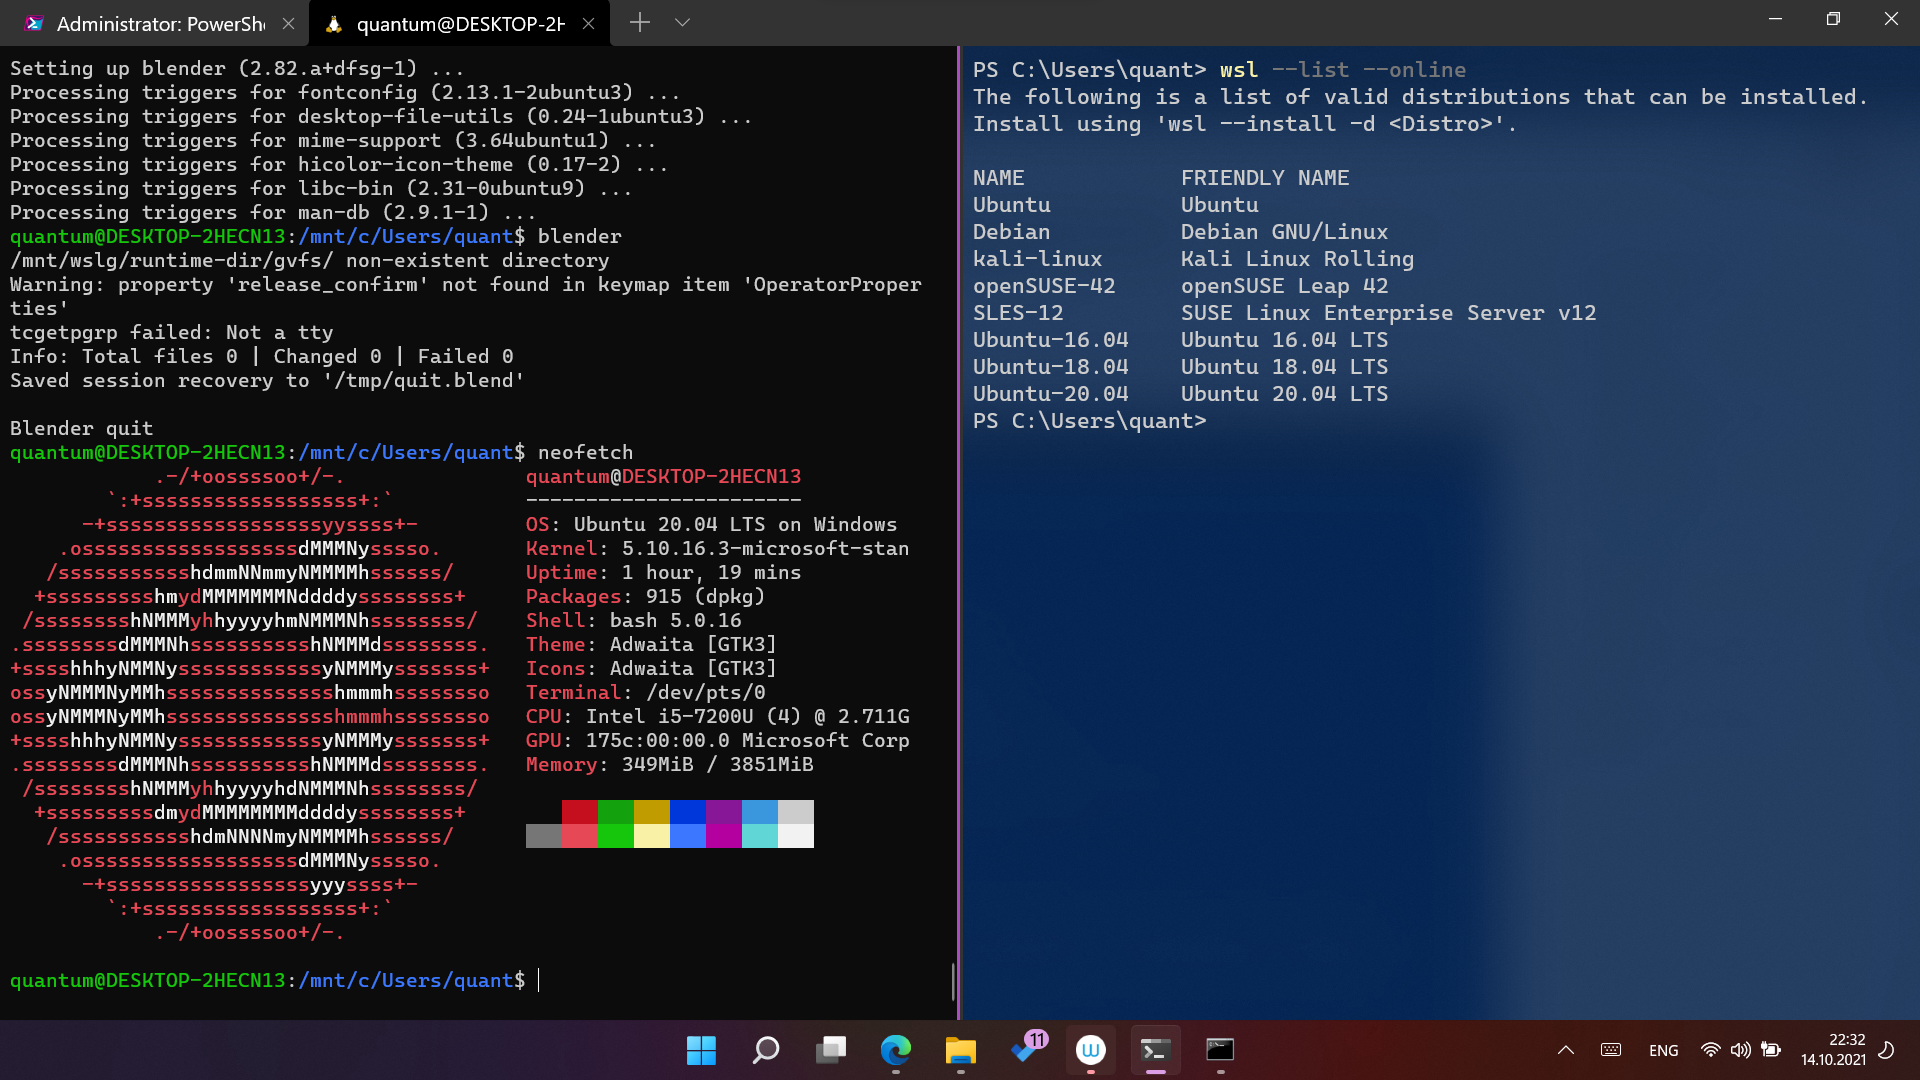 Administrator: PowerSh
quantum@DESKTOP-2H
Setting up blender (2.82.a+dfsg-1) ...
Processing triggers for fontconfig (2.13.1-2ubuntu3) ...
Processing triggers for desktop-file-utils (0.24-1ubuntu3) ...
Processing triggers for mime-support (3.64ubuntu1) ...
Processing triggers for hicolor-icon-theme (0.17-2) ...
Processing triggers for libc-bin (2.31-0ubuntu9) ...
Processing triggers for man-db (2.9.1-1) ...
quantum@DESKTOP-2HECN13:/mnt/c/Users/quant$ blender
/mnt/wslg/runtime-dir/gvfs/ non-existent directory
Warning: property 'release_confirm' not found in keymap item 'OperatorProper
ties'
tcgetpgrp failed: Not a tty
Info: Total files 0 | Changed 0 | Failed 0
Saved session recovery to '/tmp/quit.blend'
Blender quit
quantum@DESKTOP-2HECN13:/mnt/c/Users/quant$ neofetch
.-/+oossssoo+/-.
`:+ssssssssssssssssss+:`
-+ssssssssssssssssssyyssss+-
.ossssssssssssssssssdMMMNysssso.
/ssssssssssshdmmNNmmyNMMMMhssssss/
+ssssssssshmydMMMMMMMNddddyssssssss+
/sssssssshNMMMyhhyyyyhmNMMMNhssssssss/
.ssssssssdMMMNhsssssssssshNMMMdssssssss.
+sssshhhyNMMNyssssssssssssyNMMMysssssss+
ossyNMMMNyMMhsssssssssssssshmmmhssssssso
ossyNMMMNyMMhsssssssssssssshmmmhssssssso
+sssshhhyNMMNyssssssssssssyNMMMysssssss+
.ssssssssdMMMNhsssssssssshNMMMdssssssss.
/sssssssshNMMMyhhyyyyhdNMMMNhssssssss/
+sssssssssdmydMMMMMMMMddddyssssssss+
/ssssssssssshdmNNNNmyNMMMMhssssss/
.ossssssssssssssssssdMMMNysssso.
-+sssssssssssssssssyyyssss+-
`:+ssssssssssssssssss+:`
.-/+oossssoo+/-.
quantum@DESKTOP-2HECN13
-----------------------
OS: Ubuntu 20.04 LTS on Windows
Kernel: 5.10.16.3-microsoft-stan
Uptime: 1 hour, 19 mins
Packages: 915 (dpkg)
Shell: bash 5.0.16
Theme: Adwaita [GTK3]
Icons: Adwaita [GTK3]
Terminal: /dev/pts/0
CPU: Intel i5-7200U (4) @ 2.711G
GPU: 175c:00:00.0 Microsoft Corp
Memory: 349MiB / 3851MiB
quantum@DESKTOP-2HECN13:/mnt/c/Users/quant$
PS C:\Users\quant> wsl --list --online
The following is a list of valid distributions that can be installed.
Install using 'wsl --install -d <Distro>'.
NAME FRIENDLY NAME
Ubuntu Ubuntu
Debian Debian GNU/Linux
kali-linux Kali Linux Rolling
openSUSE-42 openSUSE Leap 42
SLES-12 SUSE Linux Enterprise Server v12
Ubuntu-16.04 Ubuntu 16.04 LTS
Ubuntu-18.04 Ubuntu 18.04 LTS
Ubuntu-20.04 Ubuntu 20.04 LTS
PS C:\Users\quant>
11
ENG
22:32
14.10.2021